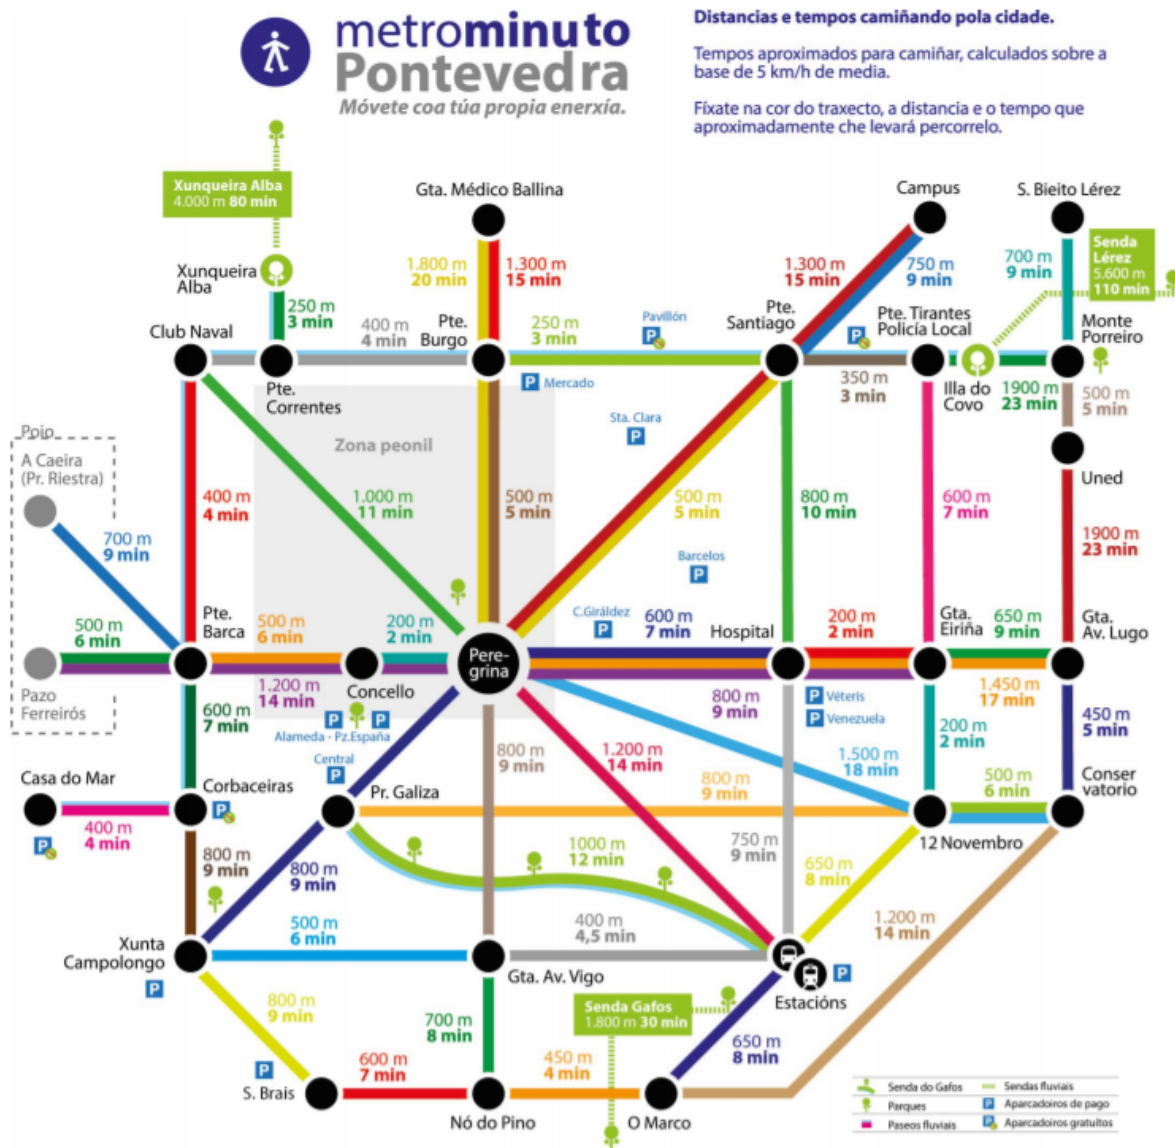 metrominuto
Pontevedra
Móvete coa túa propia enerxía.
Distancias e tempos camiñando pola cidade.
Tempos aproximados para camiñar, calculados sobre a
base de 5 km/h de media.
Fíxate na cor do traxecto, a distancia e o tempo que
aproximadamente che levará percorrelo.
Xunqueira Alba
4.000 m 80 min
Gta. Médico Ballina
Campus
S. Bieito Lérez
Senda
Lérez
5.600 m
110 min
Xunqueira
Alba
1.800 m
20 min
1.300 m
15 min
1.300 m
15 min
750 m
9 min
700 m
9 min
250 m
3 min
Club Naval
400 m
4 min
Pte.
Burgo
250 m
3 min
Pavillón
P
Pte.
Santiago
P
Pte. Tirantes
Policía Local
Monte
Porreiro
Pte.
Correntes
P Mercado
350 m
3 min
Illa do
Covo
1900 m
23 min
500 m
5 min
Poio
A Caeira
(Pr. Riestra)
Zona peonil
Sta. Clara
P
Uned
400 m
4 min
1.000 m
11 min
500 m
5 min
500 m
5 min
800 m
10 min
600 m
7 min
1900 m
23 min
700 m
9 min
Barcelos
P
500 m
6 min
Pte.
Barca
500 m
6 min
200 m
2 min
C.Giráldez
P
600 m
7 min
Hospital
200 m
2 min
Gta.
Eiriña
650 m
9 min
Gta.
Av. Lugo
Pere-
grina
Pazo
Ferreirós
1.200 m
14 min
Concello
800 m
9 min
P Véteris
P Venezuela
1.450 m
17 min
600 m
7 min
P P
Alameda - Pz.España
200 m
2 min
450 m
5 min
Central
P
800 m
9 min
1.200 m
14 min
1.500 m
18 min
Casa do Mar
Corbaceiras
P
Pr. Galiza
800 m
9 min
500 m
6 min
Conser
vatorio
400 m
4 min
P
12 Novembro
800 m
9 min
800 m
9 min
1000 m
12 min
750 m
9 min
650 m
8 min
500 m
6 min
400 m
4,5 min
1.200 m
14 min
Xunta
Campolongo
P
Gta. Av. Vigo
P
Estacións
800 m
9 min
700 m
8 min
Senda Gafos
1.800 m 30 min
650 m
8 min
P
S. Brais
600 m
7 min
450 m
4 min
Nó do Pino
O Marco
Senda do Gafos
Sendas fluviais
Parques
P Aparcadoiros de pago
Paseos fluviais
P Aparcadoiros gratuítos